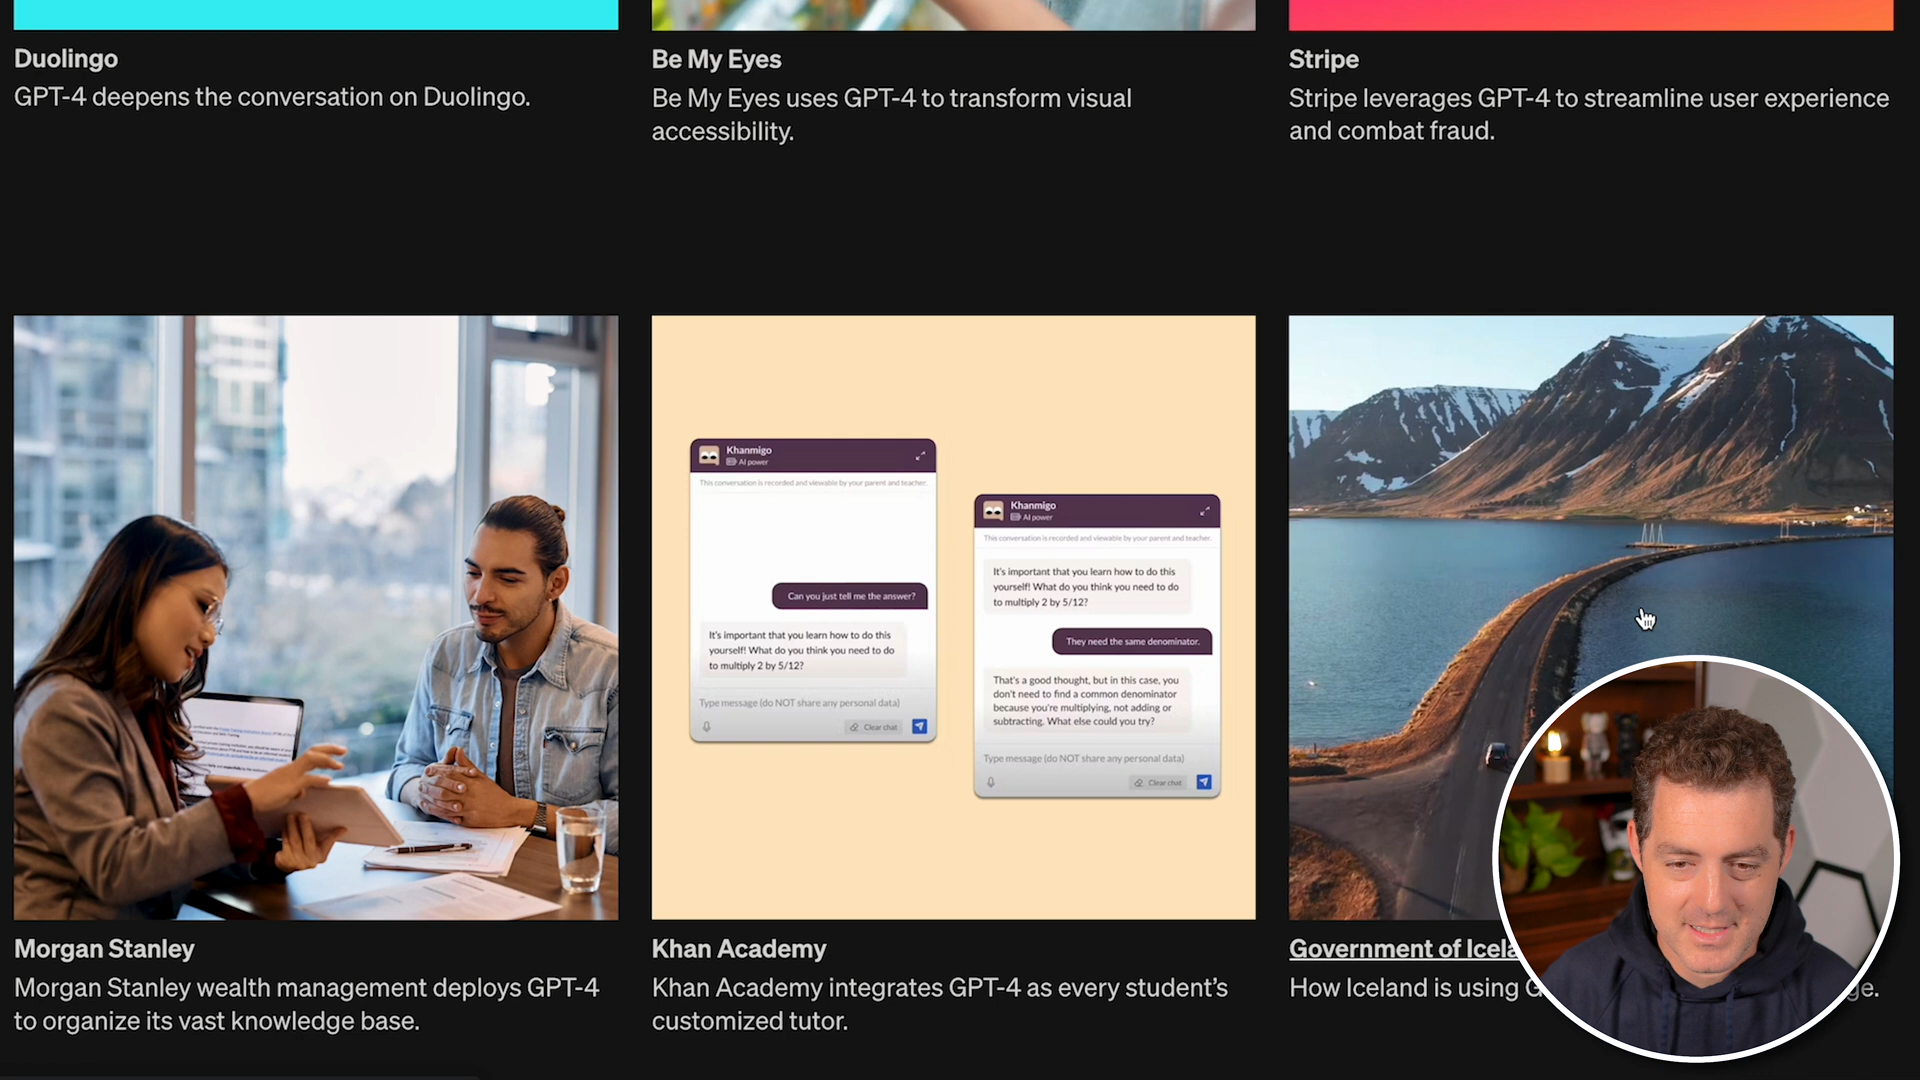 Duolingo
GPT-4 deepens the conversation on Duolingo.
Be My Eyes
Be My Eyes uses GPT-4 to transform visual
accessibility.
Stripe
Stripe leverages GPT-4 to streamline user experience
and combat fraud.
Khanmigo
AI power
This conversation is recorded and viewable by your parent and teacher.
Can you just tell me the answer?
It's important that you learn how to do this
yourself! What do you think you need to do
to multiply 2 by 5/12?
Type message (do NOT share any personal data)
Clear chat
Khanmigo
AI power
This conversation is recorded and viewable by your parent and teacher.
It's important that you learn how to do this
yourself! What do you think you need to do
to multiply 2 by 5/12?
They need the same denominator.
That's a good thought, but in this case, you
don't need to find a common denominator
because you're multiplying, not adding or
subtracting. What else could you try?
Type message (do NOT share any personal data)
Clear chat
Morgan Stanley
Morgan Stanley wealth management deploys GPT-4
to organize its vast knowledge base.
Khan Academy
Khan Academy integrates GPT-4 as every student’s
customized tutor.
Government of
How Iceland is using